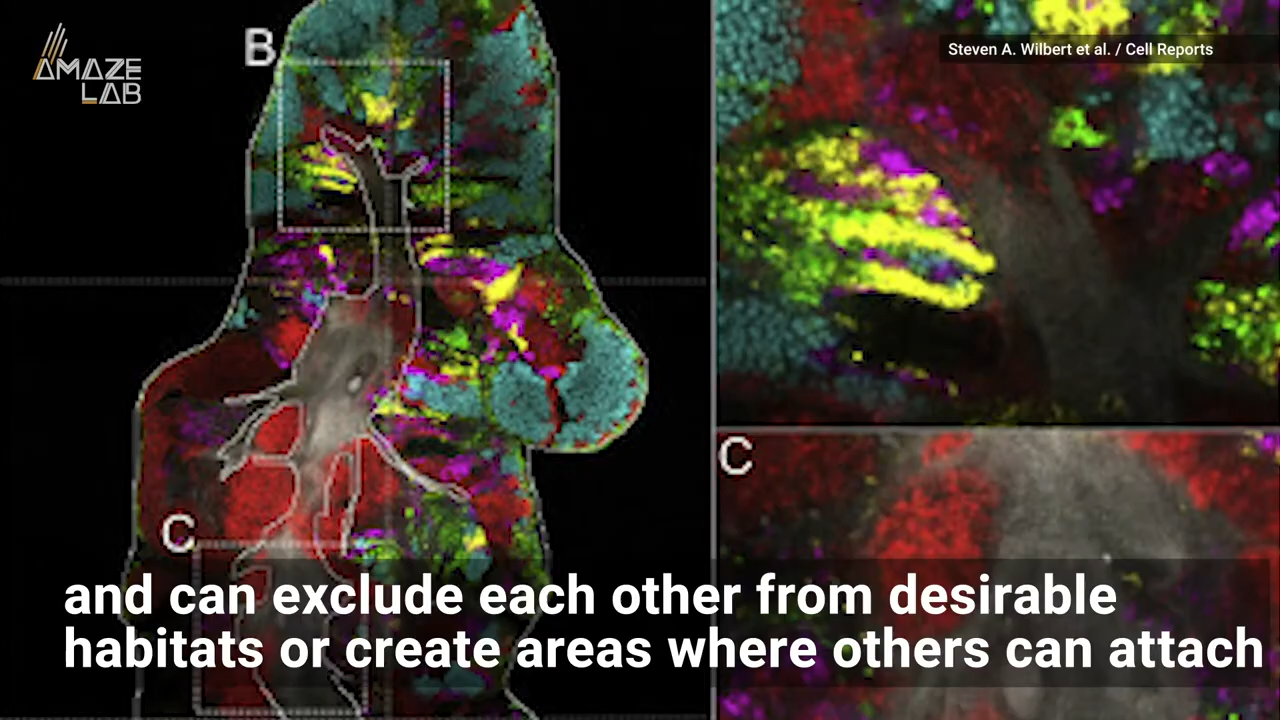 AMAZE
LAB
B
Steven A. Wilbert et al. / Cell Reports
C
C
and can exclude each other from desirable
habitats or create areas where others can attach